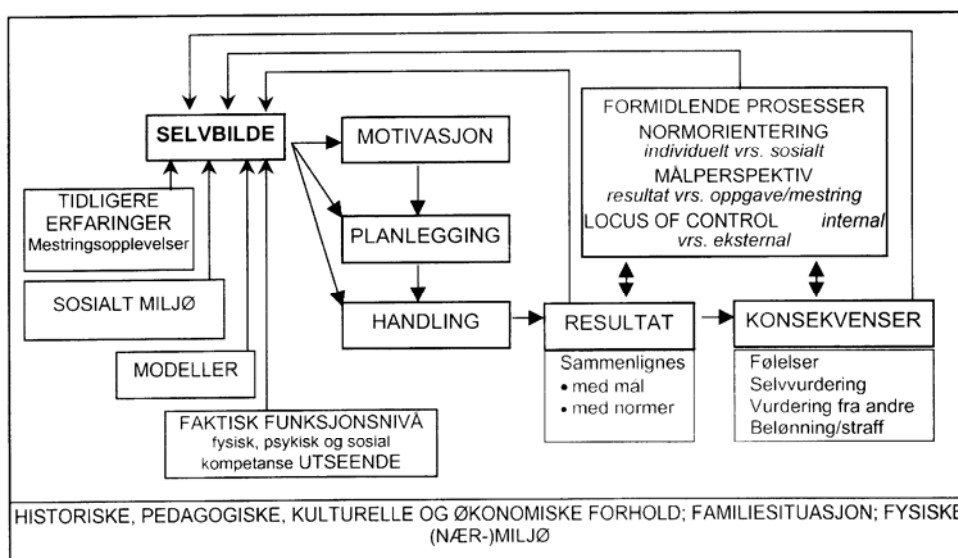 SELVBILDE
MOTIVASJON
PLANLEGGING
HANDLING
TIDLIGERE
ERFARINGER
Mestringsopplevelser
SOSIALT MILJØ
MODELLER
FAKTISK FUNKSJONSNIVÅ
fysisk, psykisk og sosial
kompetanse UTSEENDE
FORMIDLENDE PROSESSER
NORMORIENTERING
individuelt vrs. sosialt
MÅLPERSPEKTIV
resultat vrs. oppgave/mestring
LOCUS OF CONTROL internal
vrs. eksternal
RESULTAT
Sammenlignes
• med mål
• med normer
KONSEKVENSER
Følelser
Selvvurdering
Vurdering fra andre
Belønning/straff
HISTORISKE, PEDAGOGISKE, KULTURELLE OG ØKONOMISKE FORHOLD; FAMILIESITUASJON; FYSISKE
(NÆR-)MILJØ